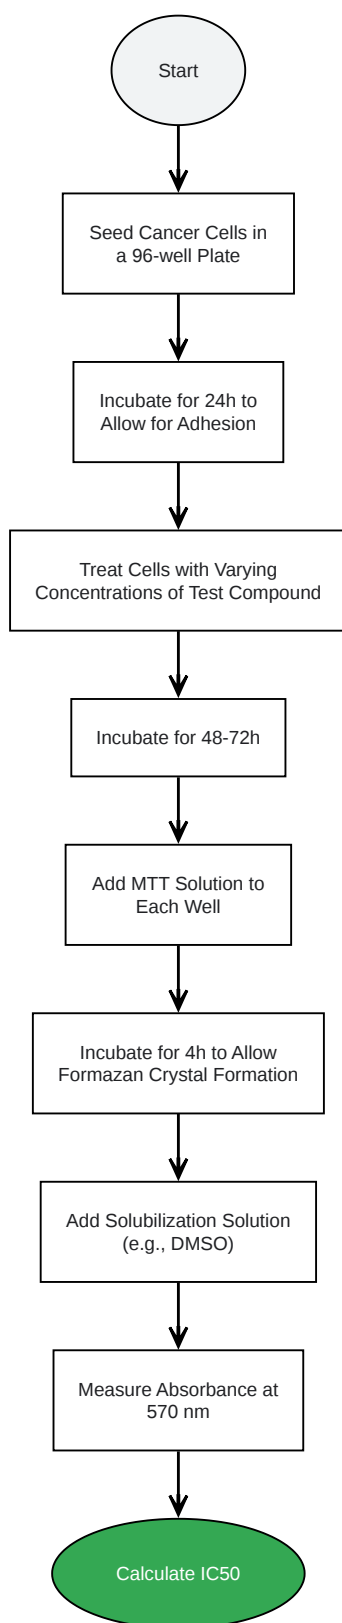 Start
Seed Cancer Cells in
a 96-well Plate
Incubate for 24h to
Allow for Adhesion
Treat Cells with Varying
Concentrations of Test Compound
Incubate for 48-72h
Add MTT Solution to
Each Well
Incubate for 4h to Allow
Formazan Crystal Formation
Add Solubilization Solution
(e.g., DMSO)
Measure Absorbance at
570 nm
Calculate IC50